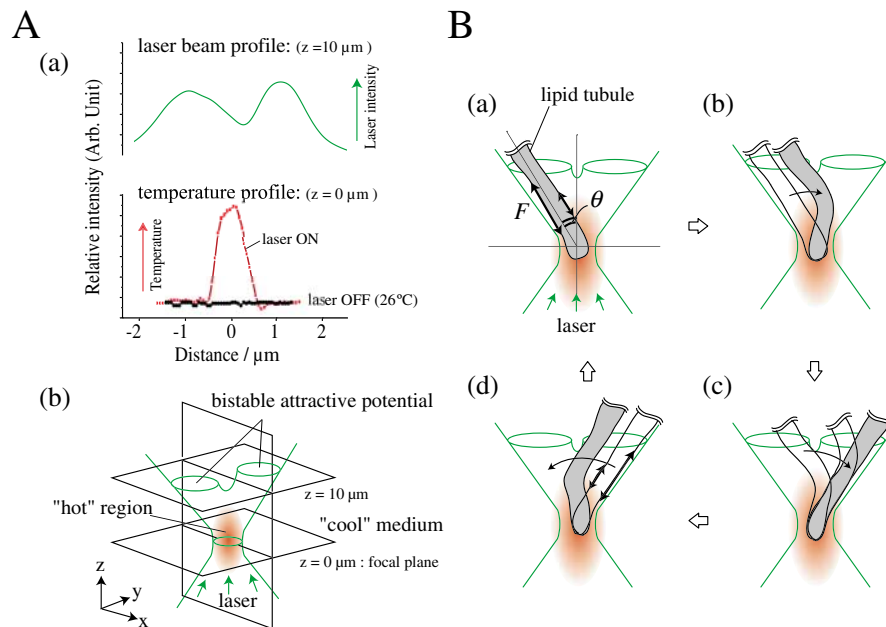 A
(a)
laser beam profile: (z =10 µm )
Laser intensity
Relative intensity (Arb. Unit)
temperature profile: (z = 0 µm )
Temperature
laser ON
laser OFF (26ºC)
-2 -1 0 1 2
Distance / µm
(b)
bistable attractive potential
z = 10 µm
"hot" region
"cool" medium
z = 0 µm : focal plane
z
y
x
laser
B
(a)
lipid tubule
F
θ
laser
(b)
(c)
(d)